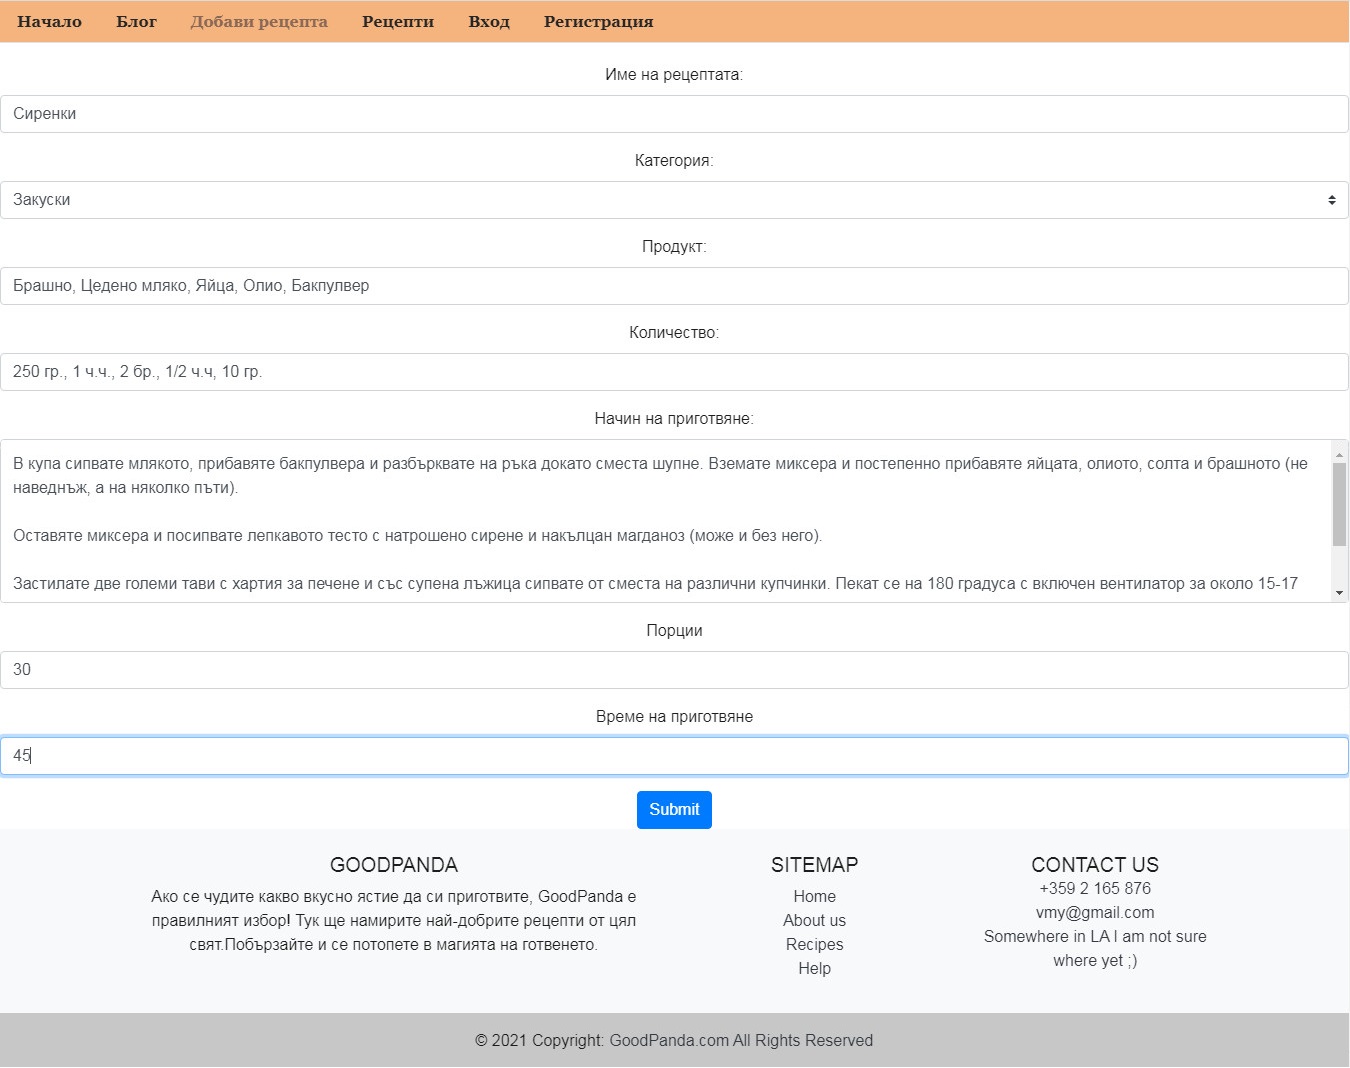 Начало Блог Добави рецепта Рецепти Вход Регистрация
Име на рецептата:
Сиренки
Категория:
Закуски
Продукт:
Брашно, Цедено мляко, Яйца, Олио, Бакпулвер
Количество:
250 гр., 1 ч.ч., 2 бр., 1/2 ч.ч, 10 гр.
Начин на приготвяне:
В купа сипвате млякото, прибавяте бакпулвера и разбърквате на ръка докато сместа шупне. Вземате миксера и постепенно прибавяте яйцата, олиото, солта и брашното (не
наведнъж, а на няколко пъти).
Оставяте миксера и посипвате лепкавото тесто с натрошено сирене и накълцан магданоз (може и без него).
Застилате две големи тави с хартия за печене и със супена лъжица сипвате от сместа на различни купчинки. Пекат се на 180 градуса с включен вентилатор за около 15-17
Порции
30
Време на приготвяне
45
Submit
GOODPANDA
Ако се чудите какво вкусно ястие да си приготвите, GoodPanda е
правилният избор! Тук ще намирите най-добрите рецепти от цял
свят.Побързайте и се потопете в магията на готвенето.
SITEMAP
Home
About us
Recipes
Help
CONTACT US
+359 2 165 876
vmy@gmail.com
Somewhere in LA I am not sure
where yet ;)
© 2021 Copyright: GoodPanda.com All Rights Reserved